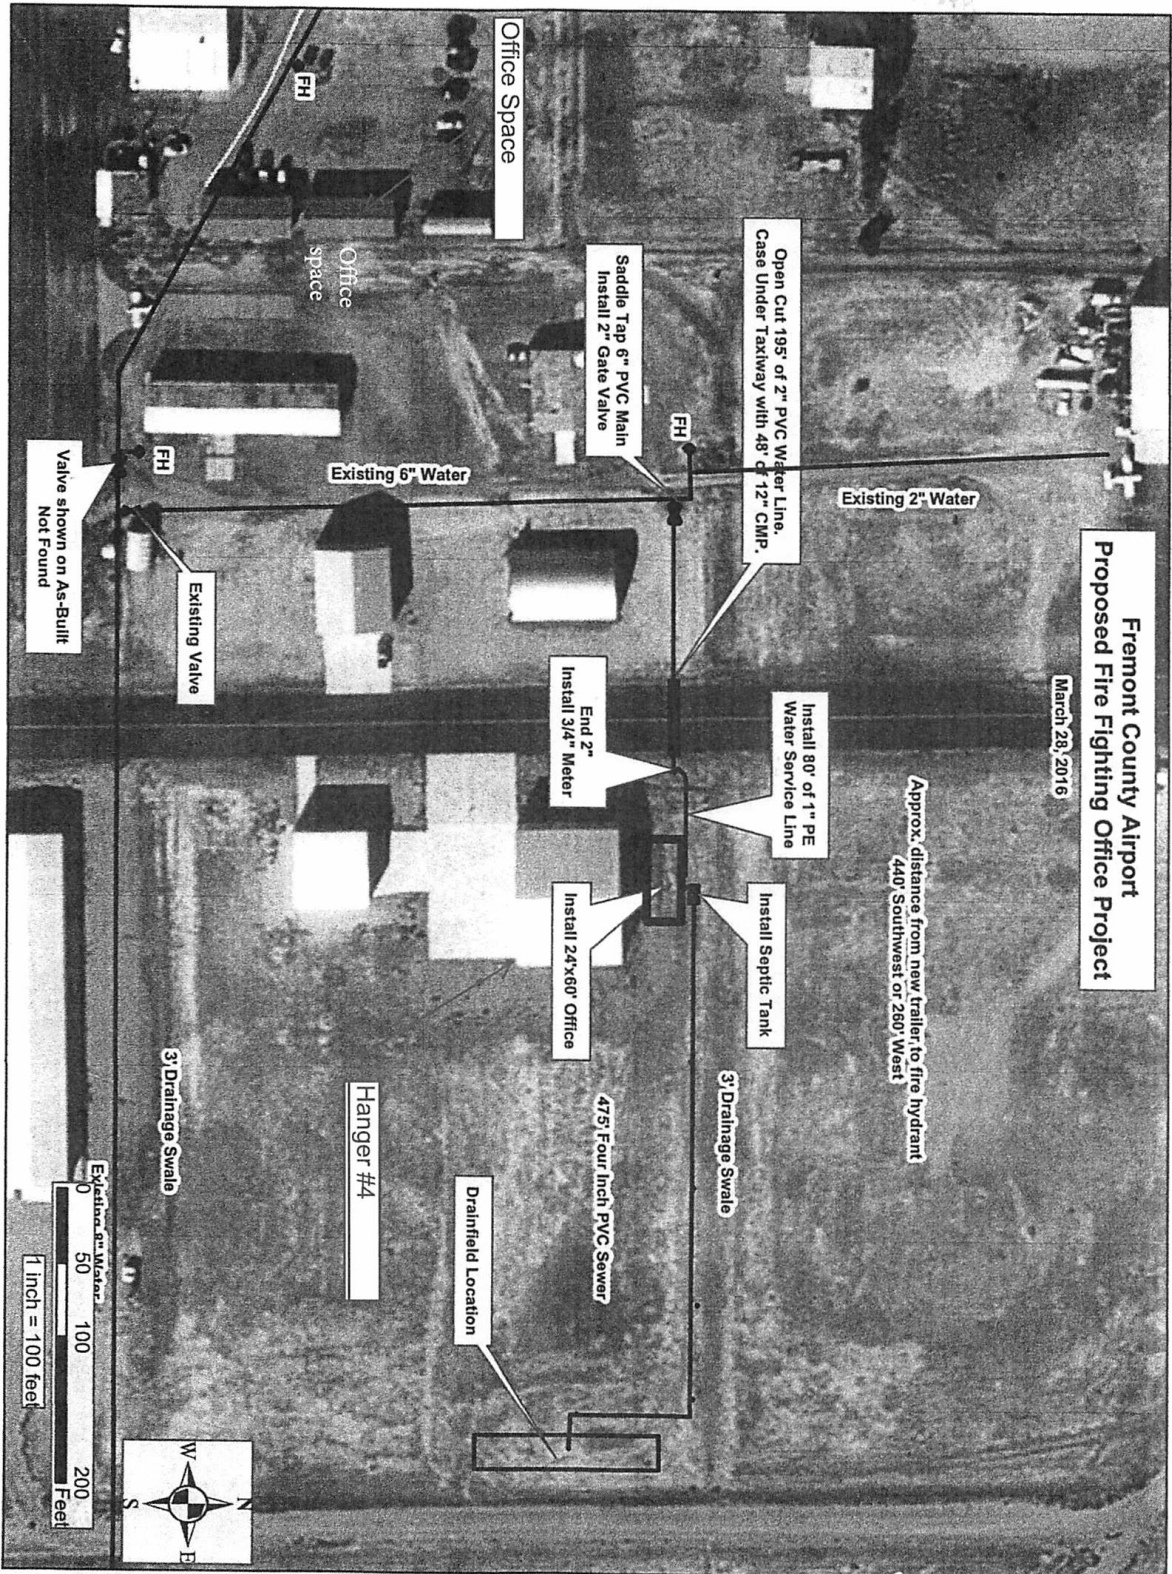 Fremont County Airport
Proposed Fire Fighting Office Project
March 28, 2016
Approx. distance from new trailer to fire hydrant
440' Southwest or 260' West
Office Space
Office
space
FH
Open Cut 195' of 2" PVC Water Line.
Case Under Taxiway with 48' of 12" CMP.
Saddle Tap 6" PVC Main
Install 2" Gate Valve
FH
Existing 2" Water
Existing 6" Water
FH
Valve shown on As-Built
Not Found
Existing Valve
End 2"
Install 3/4" Meter
Install 80' of 1" PE
Water Service Line
Install Septic Tank
Install 24'x60' Office
3' Drainage Swale
475' Four Inch PVC Sewer
Drainfield Location
Hanger #4
3' Drainage Swale
Existing 8" Water
0 50 100 200
Feet
1 inch = 100 feet
N
W E
S